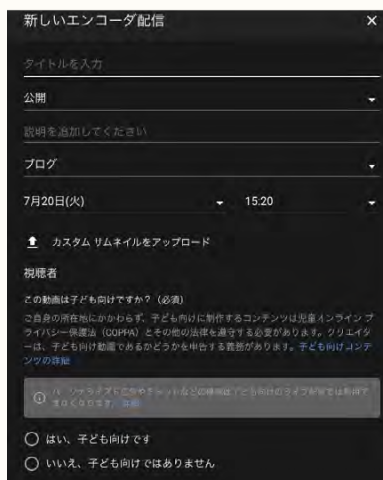 新しいエンコーダ配信
タイトルを入力
公開
説明を追加してください
ブログ
7月20日(火) 15:20
カスタム サムネイルをアップロード
視聴者
この動画は子ども向けですか？（必須）
ご自身の所在地にかかわらず、子ども向けに制作するコンテンツは児童オンライン プ
ライバシー保護法（COPPA）とその他の法律を遵守する必要があります。クリエイタ
ーは、子ども向け動画であるかどうかを申告する義務があります。子ども向けコンテ
ンツの詳細
はい、子ども向けです
いいえ、子ども向けではありません